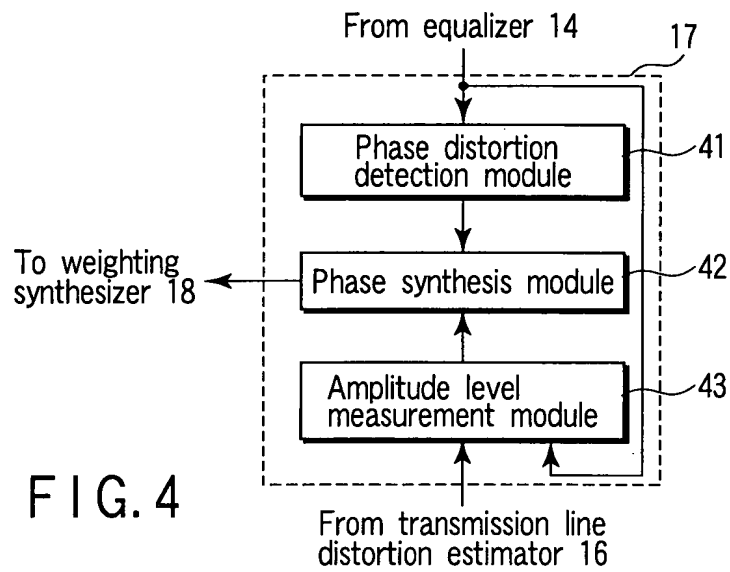 From equalizer 14
17
Phase distortion
detection module
41
To weighting
synthesizer 18
Phase synthesis module
42
Amplitude level
measurement module
43
FIG. 4
From transmission line
distortion estimator 16